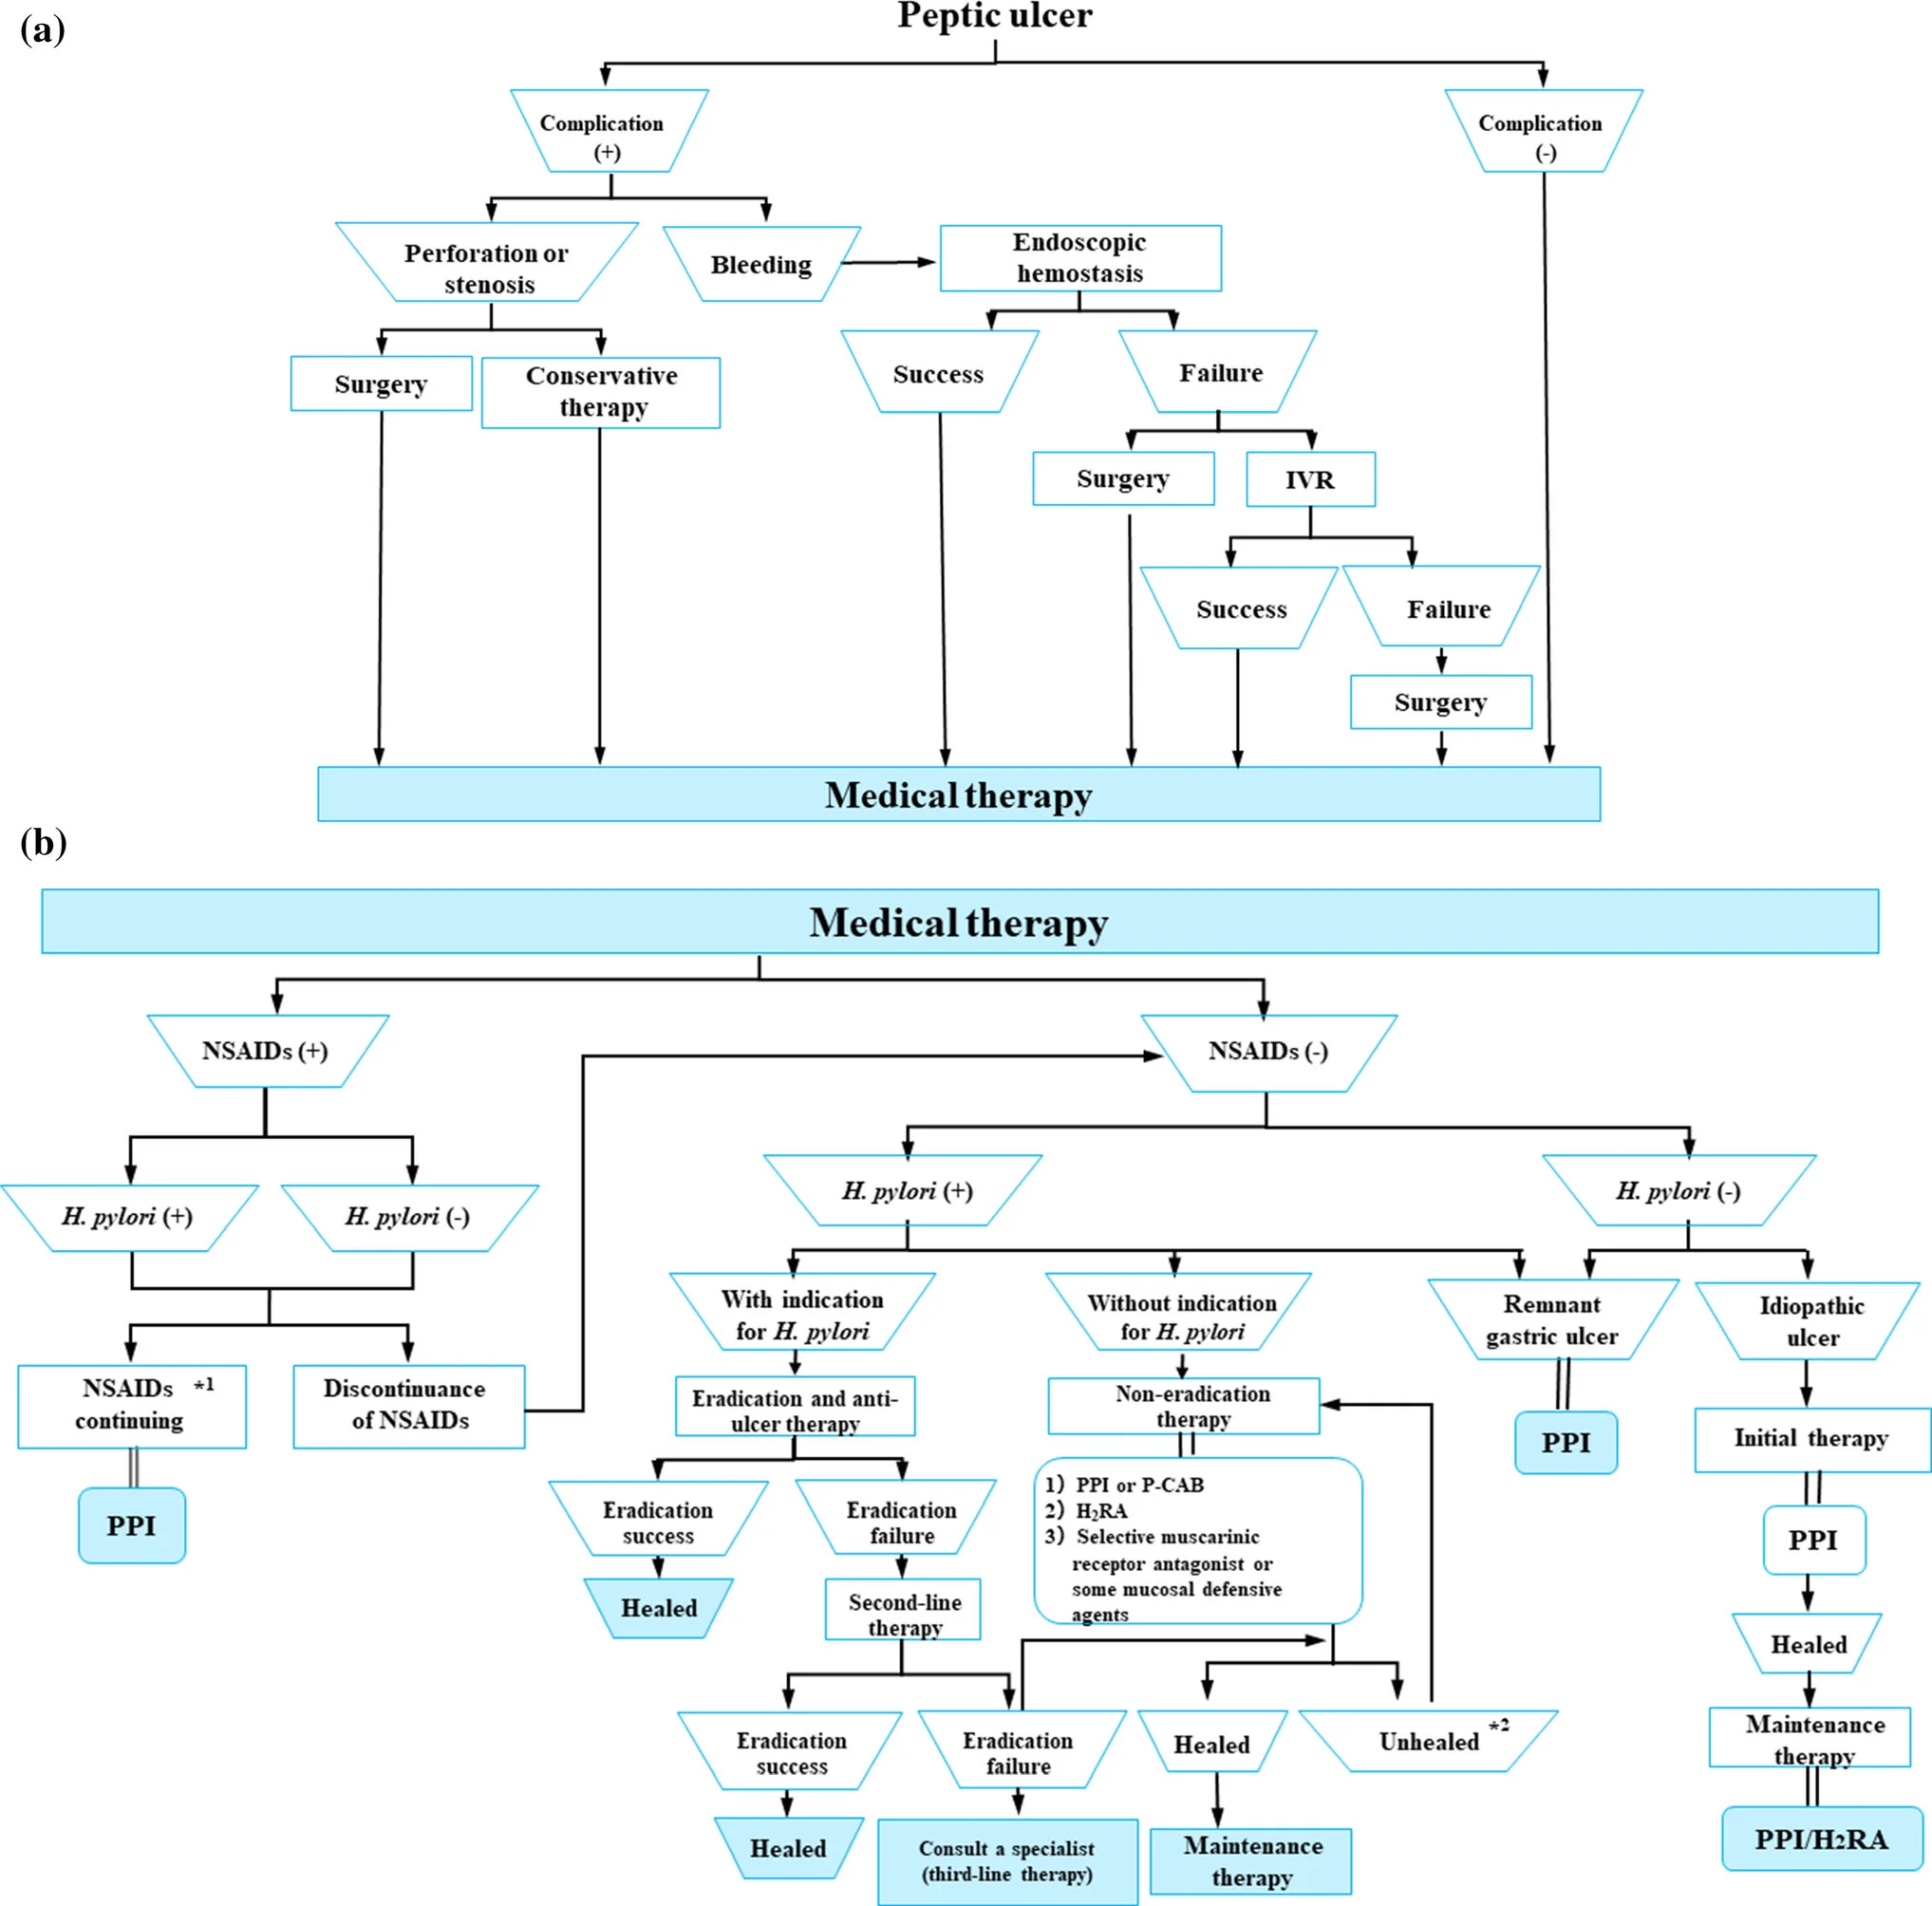 (a)
Peptic ulcer
Complication
(+)
Complication
(-)
Perforation or
stenosis
Bleeding
Endoscopic
hemostasis
Surgery
Conservative
therapy
Success
Failure
Surgery
IVR
Success
Failure
Surgery
Medical therapy
(b)
Medical therapy
NSAIDs (+)
NSAIDs (-)
H. pylori (+)
H. pylori (-)
H. pylori (+)
H. pylori (-)
With indication
for H. pylori
Without indication
for H. pylori
Remnant
gastric ulcer
Idiopathic
ulcer
NSAIDs *1
continuing
Discontinuance
of NSAIDs
Eradication and anti-
ulcer therapy
Non-eradication
therapy
PPI
Initial therapy
PPI
Eradication
success
Eradication
failure
1) PPI or P-CAB
2) H2RA
3) Selective muscarinic
receptor antagonist or
some mucosal defensive
agents
PPI
Healed
Second-line
therapy
Healed
Eradication
success
Eradication
failure
Healed
Unhealed *2
Maintenance
therapy
Healed
Consult a specialist
(third-line therapy)
Maintenance
therapy
PPI/H2RA